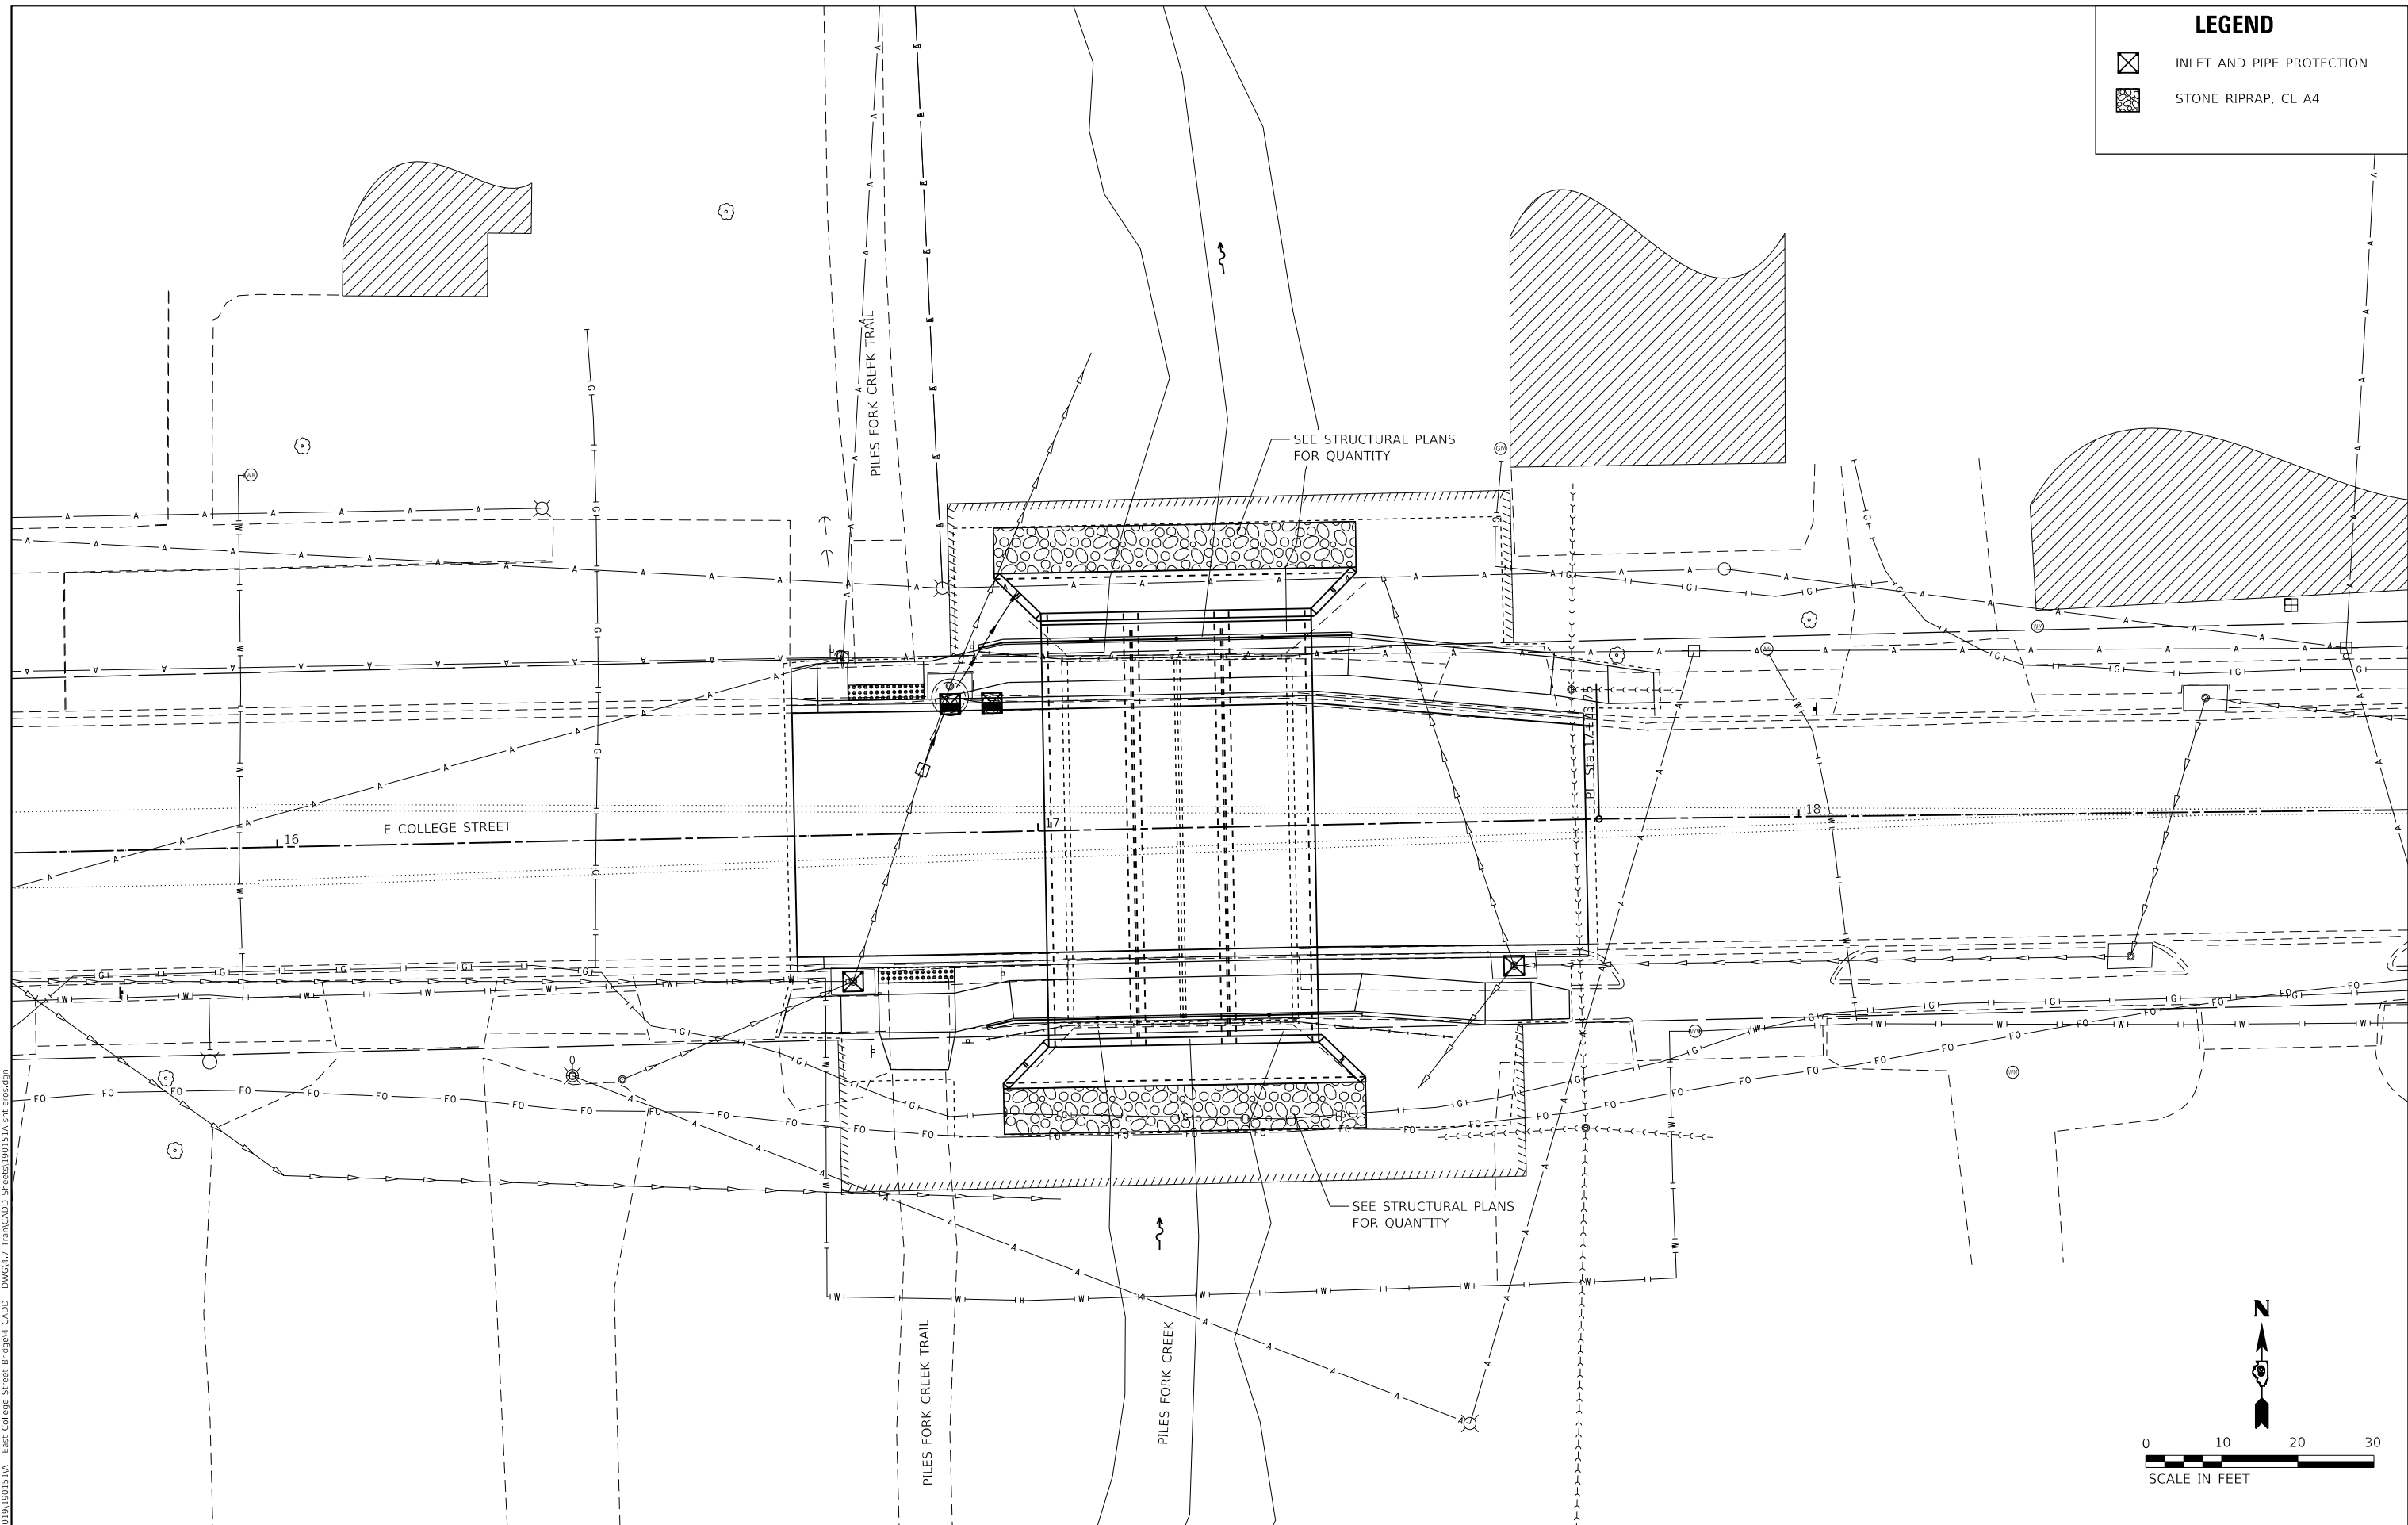 LEGEND
INLET AND PIPE PROTECTION
STONE RIPRAP, CL A4
PILES FORK CREEK TRAIL
SEE STRUCTURAL PLANS
FOR QUANTITY
E COLLEGE STREET
16
17
18
SEE STRUCTURAL PLANS
FOR QUANTITY
PILES FORK CREEK TRAIL
PILES FORK CREEK
N
0 10 20 30
SCALE IN FEET